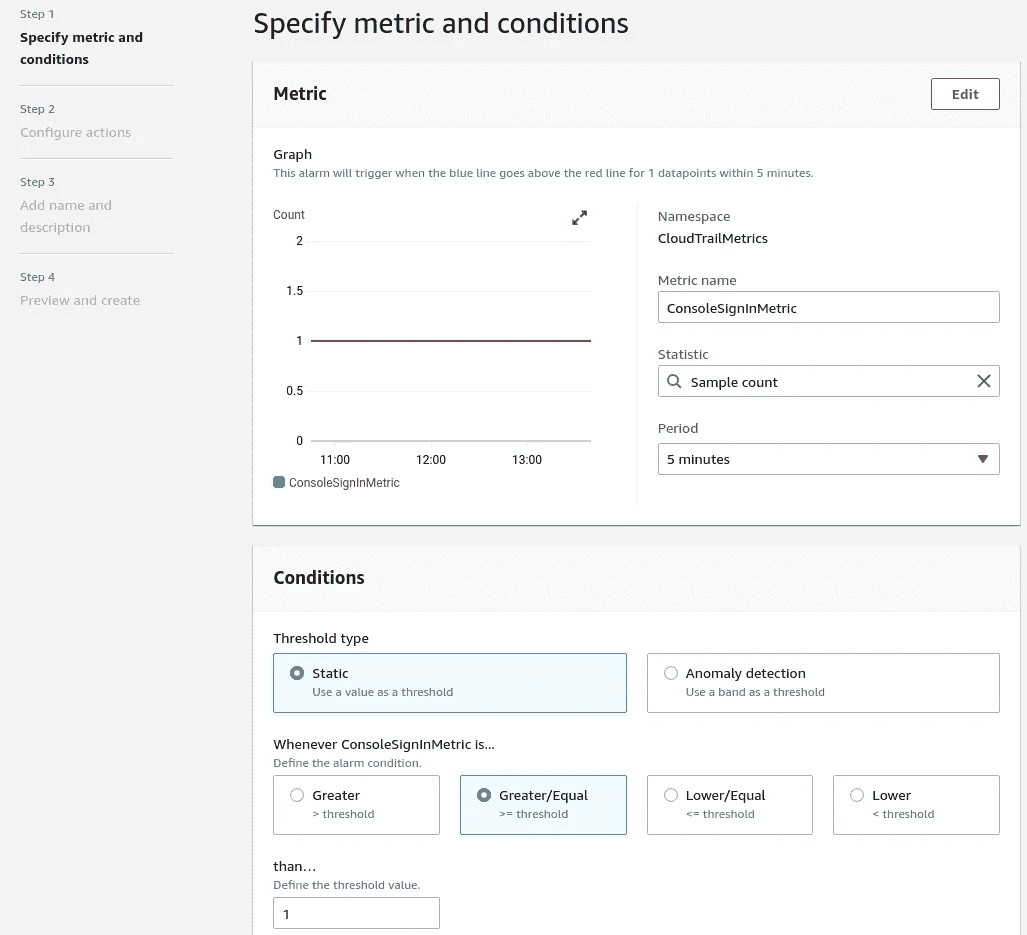 Step 1
Specify metric and
conditions
Step 2
Configure actions
Step 3
Add name and
description
Step 4
Preview and create
Specify metric and conditions
Metric
Edit
Graph
This alarm will trigger when the blue line goes above the red line for 1 datapoints within 5 minutes.
Count
2
1.5
1
0.5
0
11:00 12:00 13:00
ConsoleSignInMetric
Namespace
CloudTrailMetrics
Metric name
ConsoleSignInMetric
Statistic
Sample count
Period
5 minutes
Conditions
Threshold type
Static
Use a value as a threshold
Anomaly detection
Use a band as a threshold
Whenever ConsoleSignInMetric is...
Define the alarm condition.
Greater
> threshold
Greater/Equal
>= threshold
Lower/Equal
<= threshold
Lower
< threshold
than...
Define the threshold value.
1